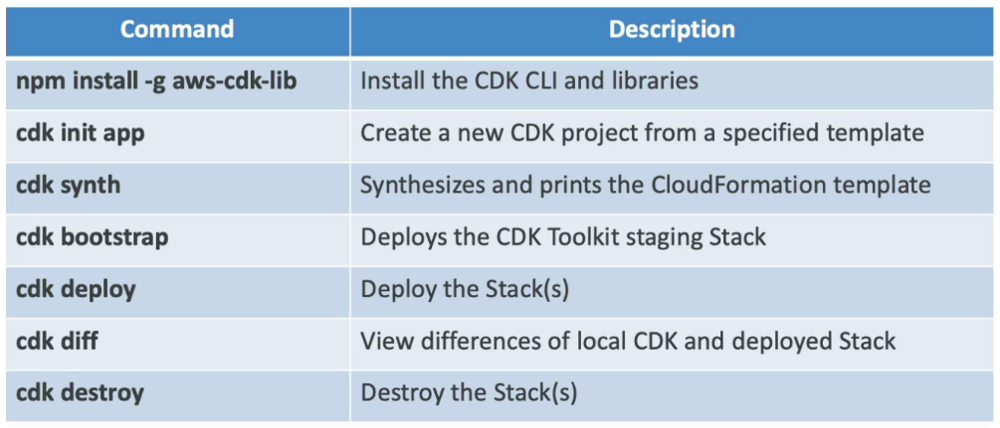 Command Description
npm install -g aws-cdk-lib Install the CDK CLI and libraries
cdk init app Create a new CDK project from a specified template
cdk synth Synthesizes and prints the CloudFormation template
cdk bootstrap Deploys the CDK Toolkit staging Stack
cdk deploy Deploy the Stack(s)
cdk diff View differences of local CDK and deployed Stack
cdk destroy Destroy the Stack(s)